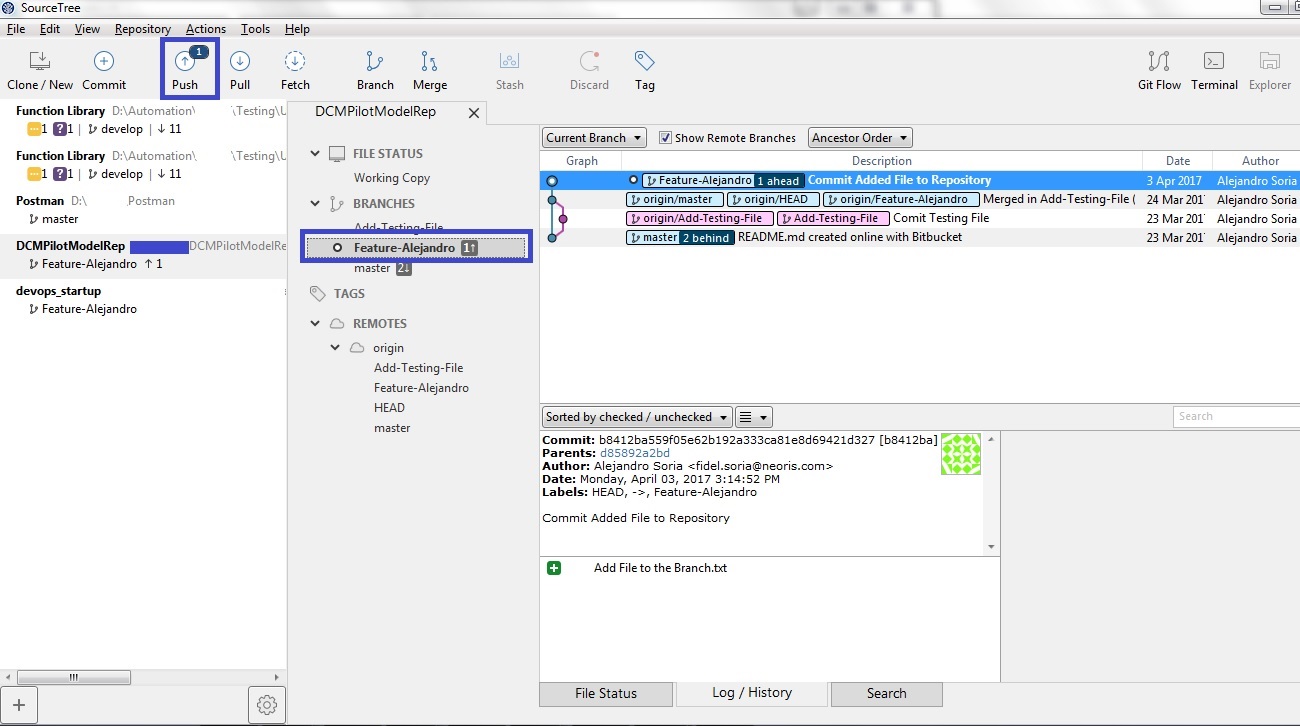 SourceTree
File Edit View Repository Actions Tools Help
1
Clone / New Commit Push Pull Fetch Branch Merge Stash Discard Tag Git Flow Terminal Explorer
Function Library D:\Automation\ \Testing\U
1 ?1 | develop | ↓ 11
Function Library D:\Automation\ \Testing\U
1 ?1 | develop | ↓ 11
Postman D:\ Postman
master
DCMPilotModelRep DCMPilotModelRe
Feature-Alejandro ↑ 1
devops_startup
Feature-Alejandro
DCMPilotModelRep
FILE STATUS
Working Copy
BRANCHES
Add-Testing-File
Feature-Alejandro 1↑
master 2↓
TAGS
REMOTES
origin
Add-Testing-File
Feature-Alejandro
HEAD
master
Current Branch Show Remote Branches Ancestor Order
Graph Description Date Author
Feature-Alejandro 1 ahead Commit Added File to Repository 3 Apr 2017 Alejandro Soria
origin/master origin/HEAD origin/Feature-Alejandro Merged in Add-Testing-File ( 24 Mar 201 Alejandro Soria
origin/Add-Testing-File Add-Testing-File Comit Testing File 23 Mar 201 Alejandro Soria
master 2 behind README.md created online with Bitbucket 23 Mar 201 Alejandro Soria
Sorted by checked / unchecked Search
Commit: b8412ba559f05e62b192a333ca81e8d69421d327 [b8412ba]
Parents: d85892a2bd
Author: Alejandro Soria <fidel.soria@neoris.com>
Date: Monday, April 03, 2017 3:14:52 PM
Labels: HEAD, ->, Feature-Alejandro
Commit Added File to Repository
Add File to the Branch.txt
File Status Log / History Search